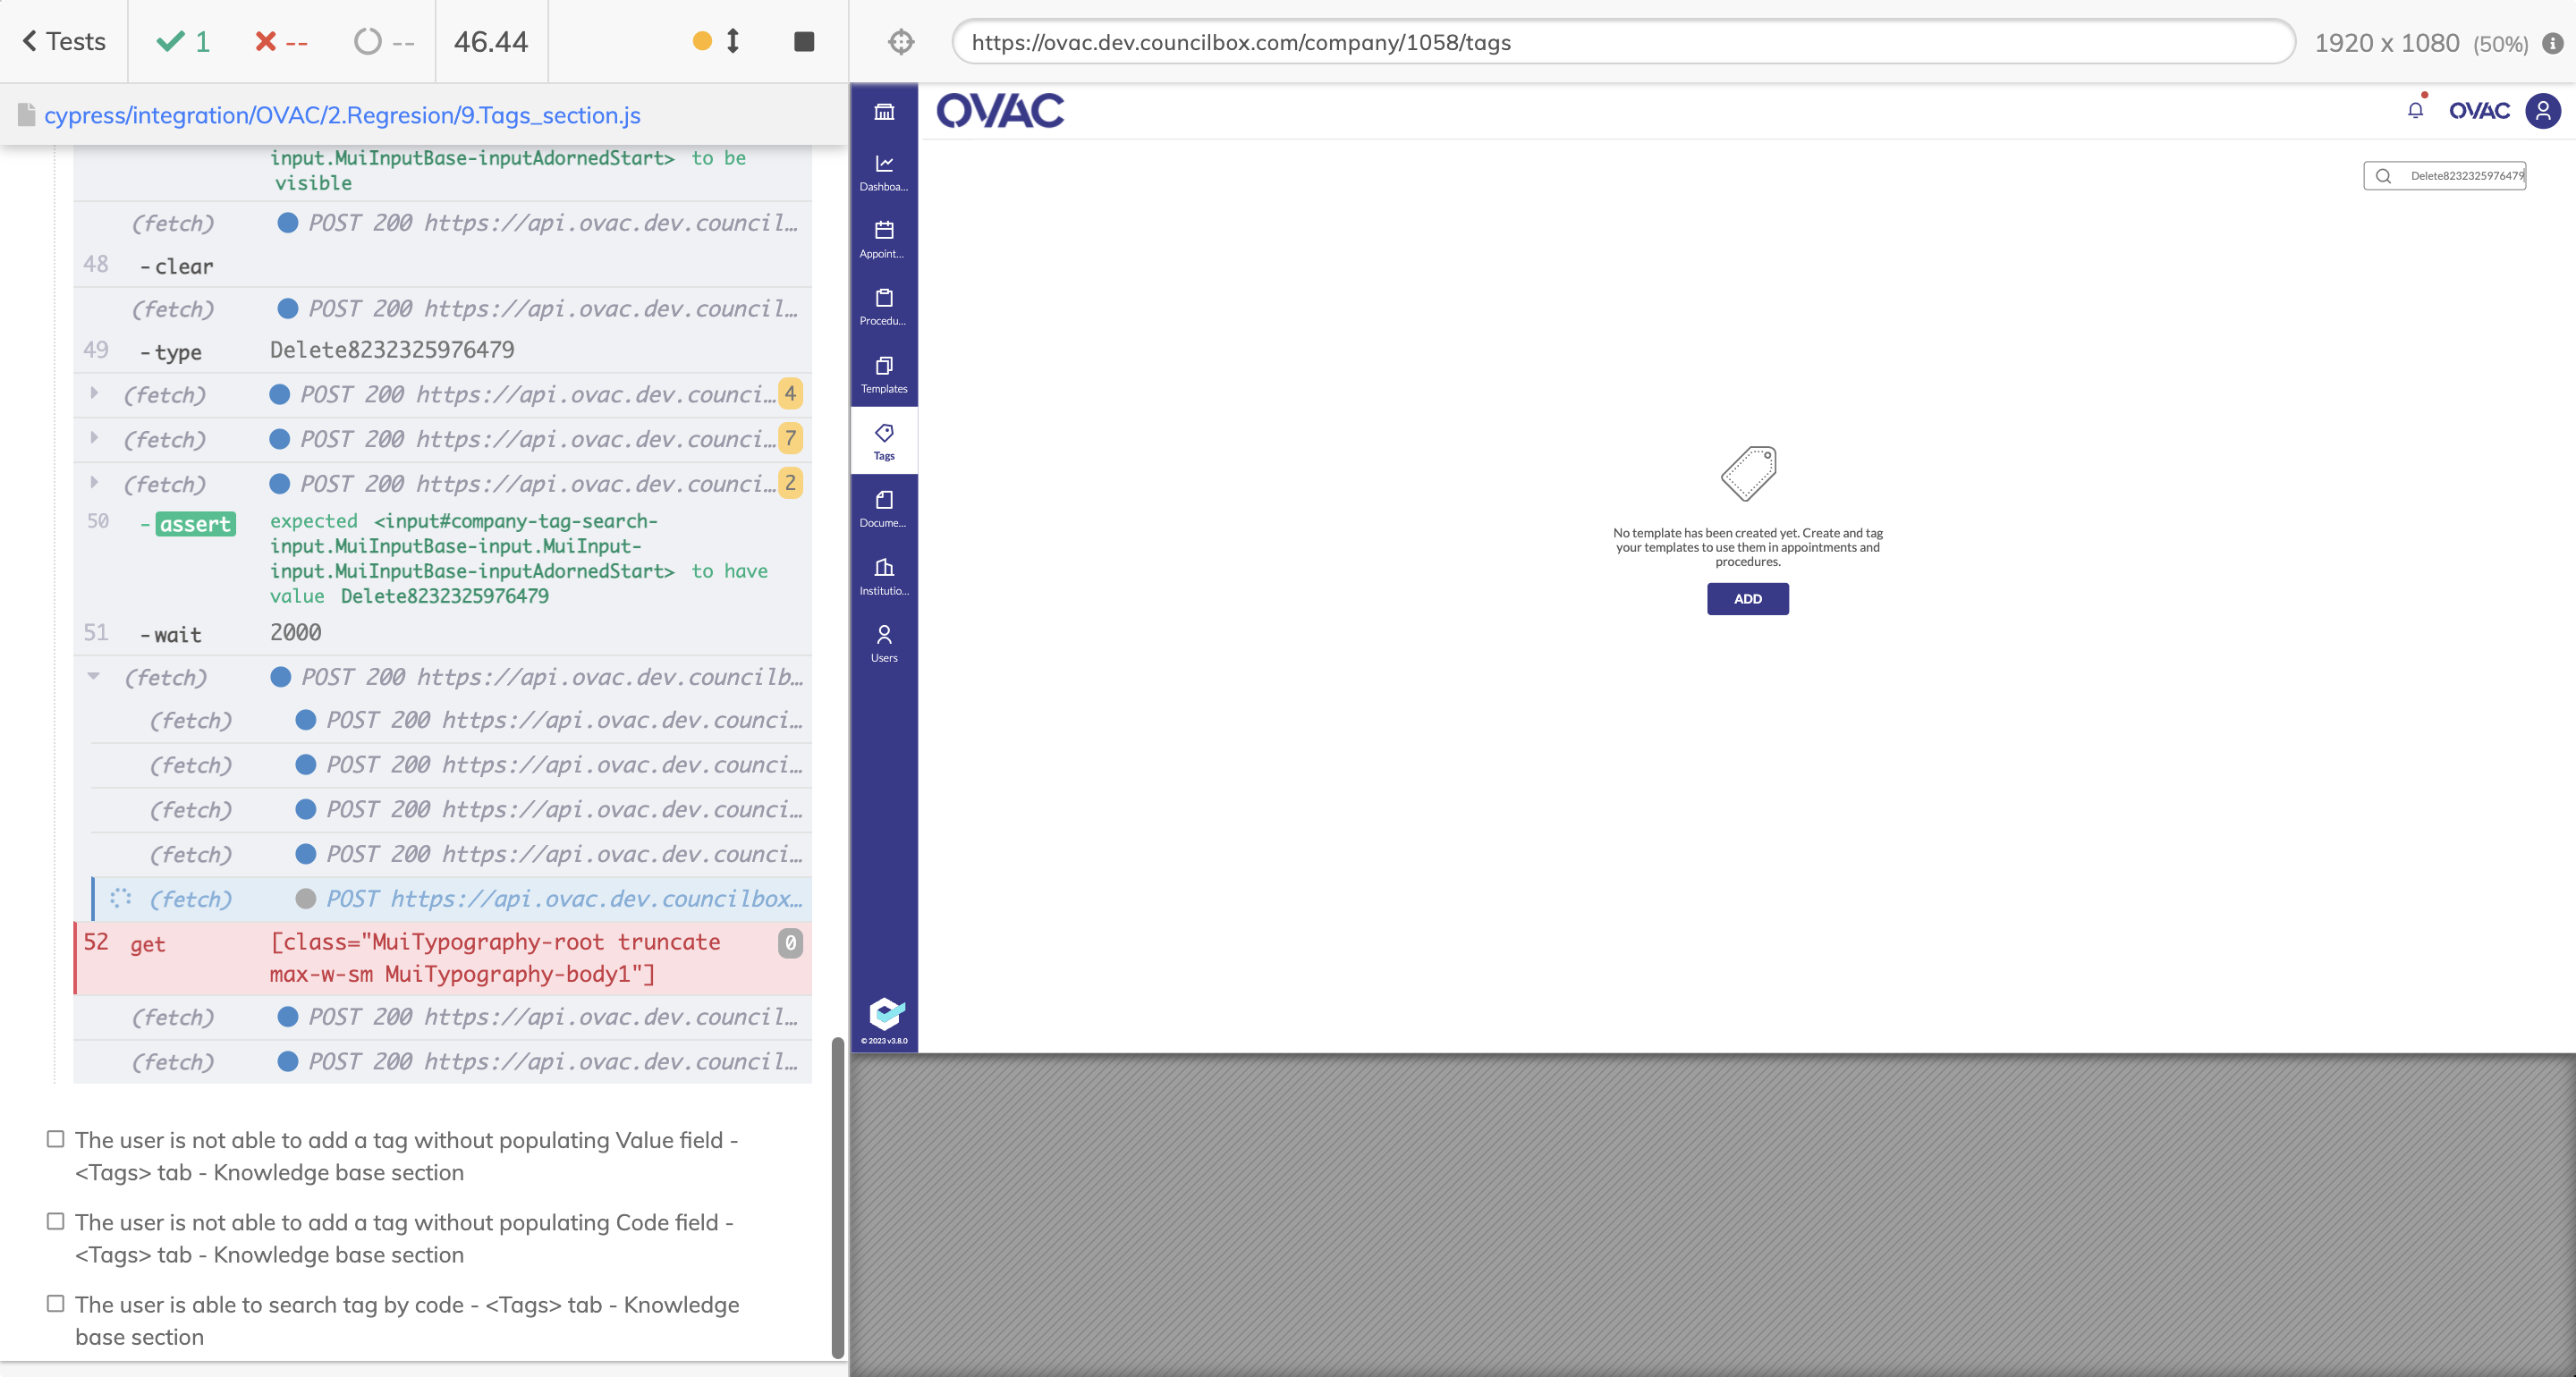 Tests
1
--
--
46.44
https://ovac.dev.councilbox.com/company/1058/tags
1920 x 1080 (50%)
cypress/integration/OVAC/2.Regresion/9.Tags_section.js
input.MuiInputBase-inputAdornedStart> to be
visible
(fetch) POST 200 https://api.ovac.dev.council…
48 -clear
(fetch) POST 200 https://api.ovac.dev.council…
49 -type Delete8232325976479
(fetch) POST 200 https://api.ovac.dev.counci… 4
(fetch) POST 200 https://api.ovac.dev.counci… 7
(fetch) POST 200 https://api.ovac.dev.counci… 2
50 -assert expected <input#company-tag-search-
input.MuiInputBase-input.MuiInput-
input.MuiInputBase-inputAdornedStart> to have
value Delete8232325976479
51 -wait 2000
(fetch) POST 200 https://api.ovac.dev.councilb…
(fetch) POST 200 https://api.ovac.dev.counci…
(fetch) POST 200 https://api.ovac.dev.counci…
(fetch) POST 200 https://api.ovac.dev.counci…
(fetch) POST 200 https://api.ovac.dev.counci…
(fetch) POST https://api.ovac.dev.councilbox…
52 get [class="MuiTypography-root truncate 0
max-w-sm MuiTypography-body1"]
(fetch) POST 200 https://api.ovac.dev.council…
(fetch) POST 200 https://api.ovac.dev.council…
The user is not able to add a tag without populating Value field -
<Tags> tab - Knowledge base section
The user is not able to add a tag without populating Code field -
<Tags> tab - Knowledge base section
The user is able to search tag by code - <Tags> tab - Knowledge
base section
OVAC
OVAC
Delete8232325976479
Dashboa...
Appoint...
Procedu...
Templates
Tags
Docume...
Institutio...
Users
© 2023 v3.8.0
No template has been created yet. Create and tag
your templates to use them in appointments and
procedures.
ADD